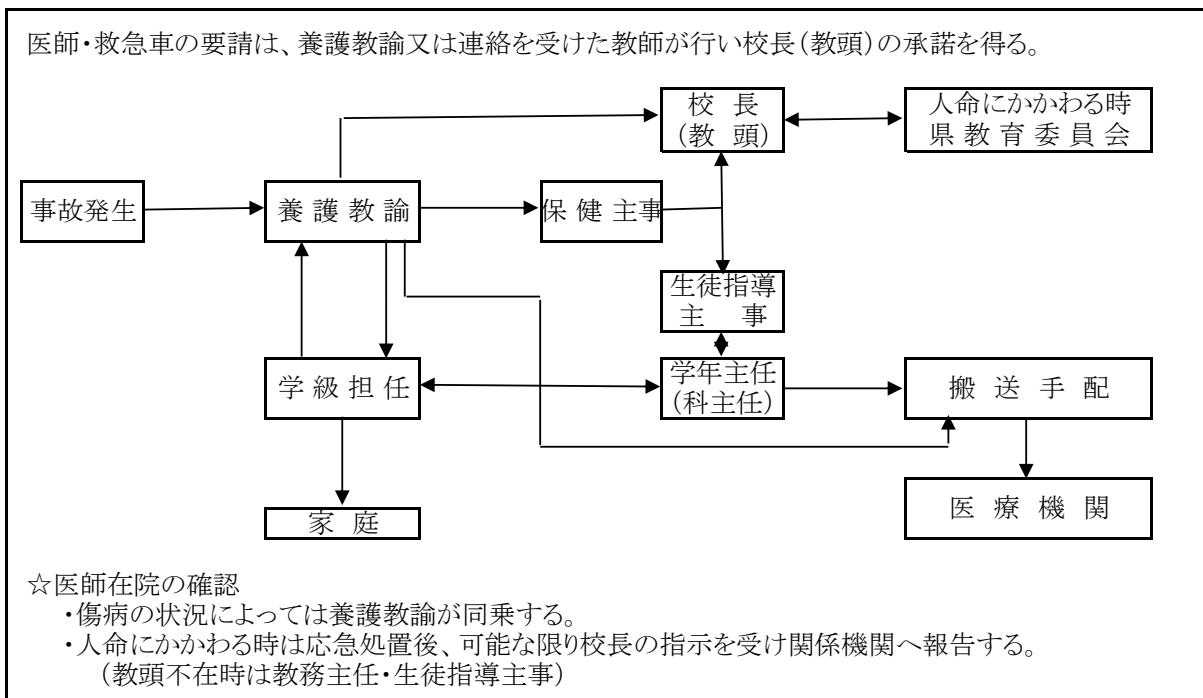 医師・救急車の要請は、養護教諭又は連絡を受けた教師が行い校長(教頭)の承諾を得る。
校 長
(教 頭)
人命にかかわる時
県教育委員会
事故発生
養護教諭
保健主事
生徒指導
主 事
学級担任
学年主任
(科主任)
搬送手配
家 庭
医療機関
☆医師在院の確認
・傷病の状況によっては養護教諭が同乗する。
・人命にかかわる時は応急処置後、可能な限り校長の指示を受け関係機関へ報告する。
(教頭不在時は教務主任・生徒指導主事)